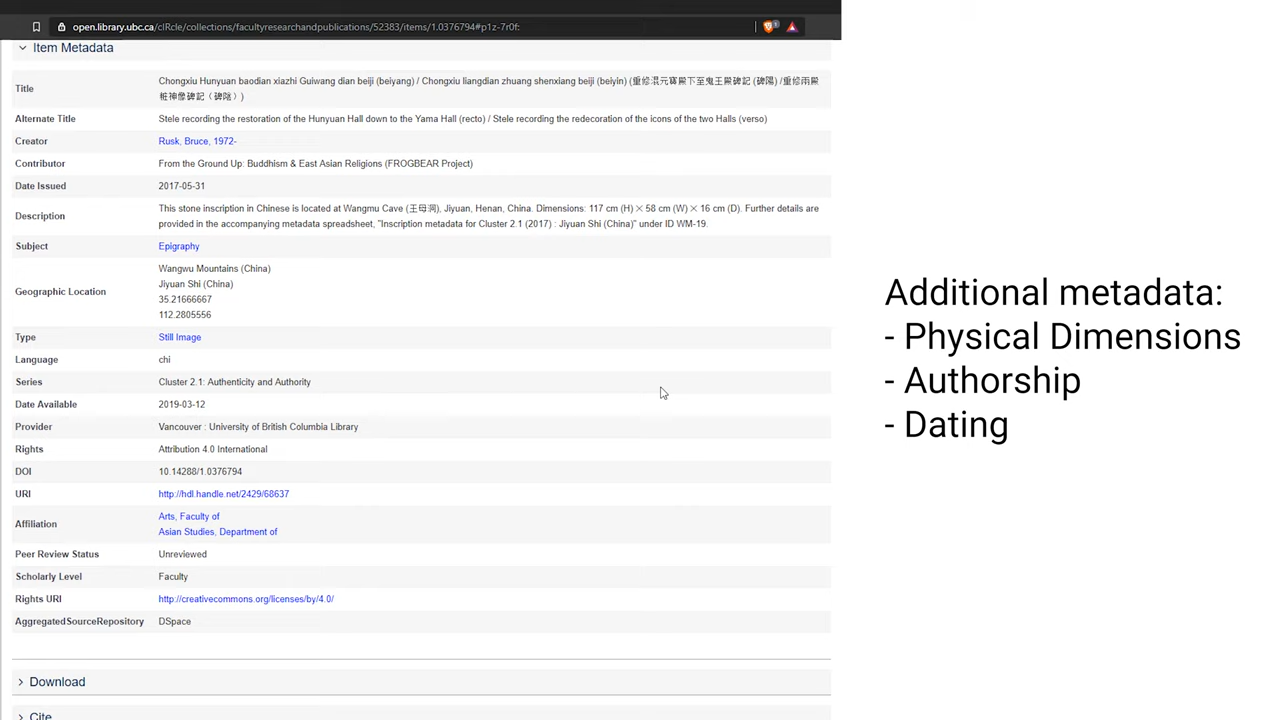 open.library.ubc.ca/cIRcle/collections/facultyresearchandpublications/52383/items/1.0376794#p1z-7r0f:
Item Metadata
Title
Chongxiu Hunyuan baodian xiazhi Guiwang dian beiji (beiyang) / Chongxiu liangdian zhuang shenxiang beiji (beiyin) (重修混元寶殿下至鬼王殿碑記 (碑陽) /重修兩殿
粧神像碑記（碑陰）)
Alternate Title
Stele recording the restoration of the Hunyuan Hall down to the Yama Hall (recto) / Stele recording the redecoration of the icons of the two Halls (verso)
Creator
Rusk, Bruce, 1972-
Contributor
From the Ground Up: Buddhism & East Asian Religions (FROGBEAR Project)
Date Issued
2017-05-31
Description
This stone inscription in Chinese is located at Wangmu Cave (王母洞), Jiyuan, Henan, China. Dimensions: 117 cm (H) × 58 cm (W) × 16 cm (D). Further details are
provided in the accompanying metadata spreadsheet, "Inscription metadata for Cluster 2.1 (2017) : Jiyuan Shi (China)" under ID WM-19.
Subject
Epigraphy
Geographic Location
Wangwu Mountains (China)
Jiyuan Shi (China)
35.21666667
112.2805556
Type
Still Image
Language
chi
Series
Cluster 2.1: Authenticity and Authority
Date Available
2019-03-12
Provider
Vancouver : University of British Columbia Library
Rights
Attribution 4.0 International
DOI
10.14288/1.0376794
URI
http://hdl.handle.net/2429/68637
Affiliation
Arts, Faculty of
Asian Studies, Department of
Peer Review Status
Unreviewed
Scholarly Level
Faculty
Rights URI
http://creativecommons.org/licenses/by/4.0/
AggregatedSourceRepository
DSpace
Download
Cite
Additional metadata:
- Physical Dimensions
- Authorship
- Dating